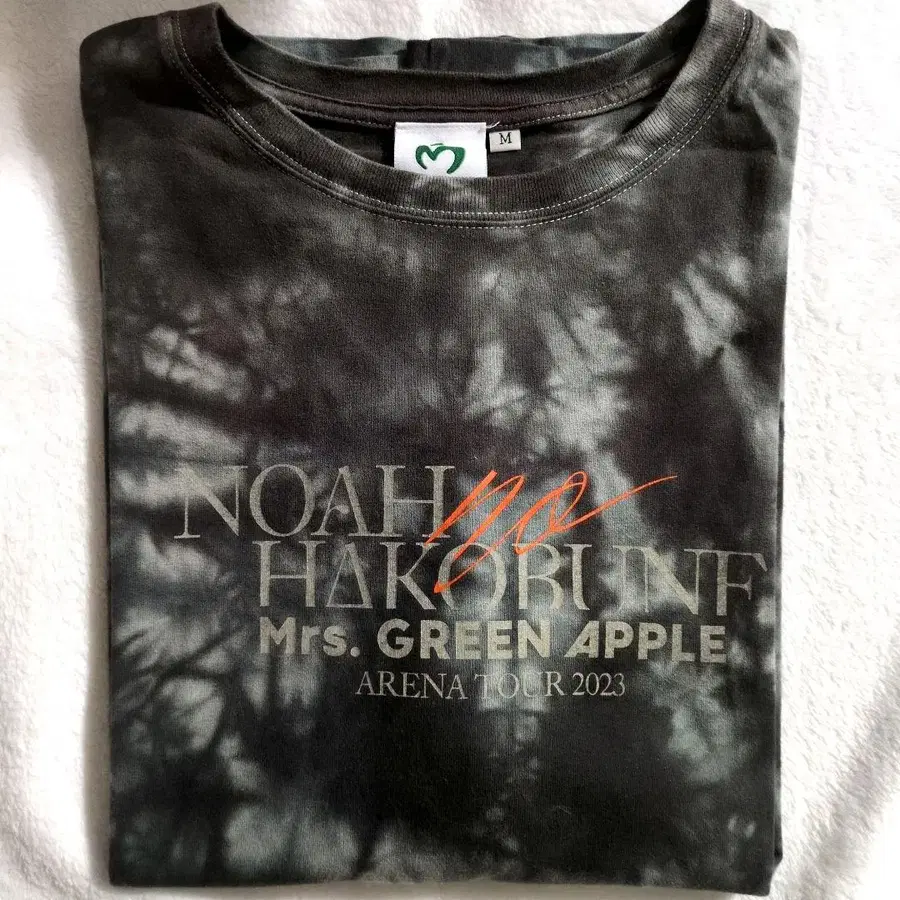 M
NOAH no
HAKOBUNE
Mrs. GREEN APPLE
ARENA TOUR 2023